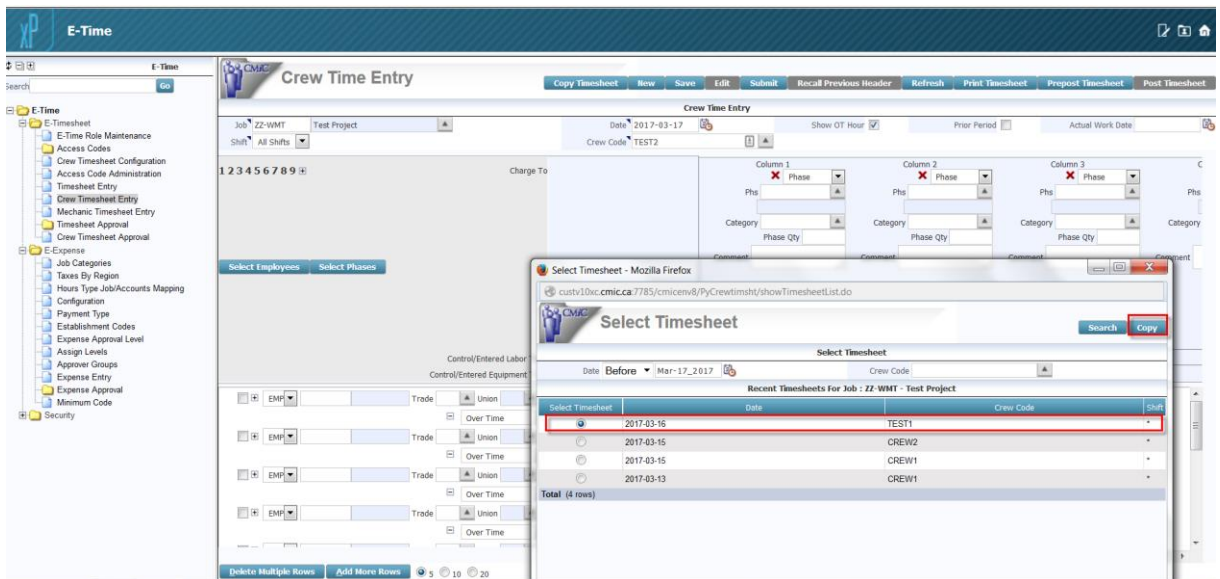 xP E-Time
E-Time
Search Go
E-Time
E-Timesheet
E-Time Role Maintenance
Access Codes
Crew Timesheet Configuration
Access Code Administration
Timesheet Entry
Crew Timesheet Entry
Mechanic Timesheet Entry
Timesheet Approval
Crew Timesheet Approval
E-Expense
Job Categories
Taxes By Region
Hours Type Job/Accounts Mapping
Configuration
Payment Type
Establishment Codes
Expense Approval Level
Assign Levels
Approver Groups
Expense Entry
Expense Approval
Minimum Code
Security
CMiC Crew Time Entry Copy Timesheet New Save Edit Submit Recall Previous Header Refresh Print Timesheet Prepost Timesheet Post Timesheet
Crew Time Entry
Job ZZ-WMT Test Project Date 2017-03-17 Show OT Hour Prior Period Actual Work Date
Shift All Shifts Crew Code TEST2
1 2 3 4 5 6 7 8 9 Charge To
Column 1 Column 2 Column 3 C
Phase Phase Phase
Phs Phs Phs Phs
Category Category Category Category
Phase Qty Phase Qty Phase Qty
Comment Comment Comment Comment
Select Employees Select Phases
Control/Entered Labor
Control/Entered Equipment
EMP Trade Union
Over Time
EMP Trade Union
Over Time
EMP Trade Union
Over Time
EMP Trade Union
Over Time
Delete Multiple Rows Add More Rows 5 10 20
Select Timesheet - Mozilla Firefox
custv10xc.cmic.ca:7785/cmicenv8/PyCrewtimsht/showTimesheetList.do
CMiC Select Timesheet Search Copy
Select Timesheet
Date Before Mar-17_2017 Crew Code
Recent Timesheets For Job : ZZ-WMT - Test Project
Select Timesheet Date Crew Code Shift
2017-03-16 TEST1 *
2017-03-15 CREW2 *
2017-03-15 CREW1 *
2017-03-13 CREW1 *
Total (4 rows)